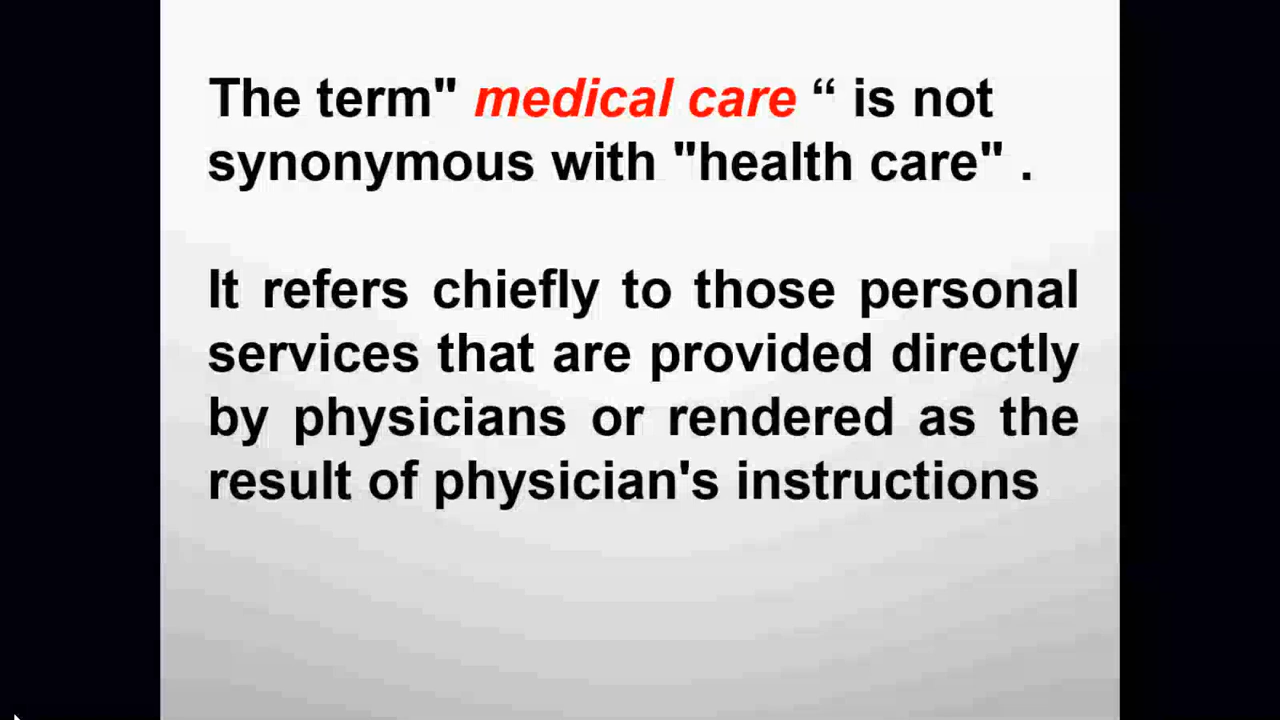 The term" medical care “ is not
synonymous with "health care" .
It refers chiefly to those personal
services that are provided directly
by physicians or rendered as the
result of physician's instructions